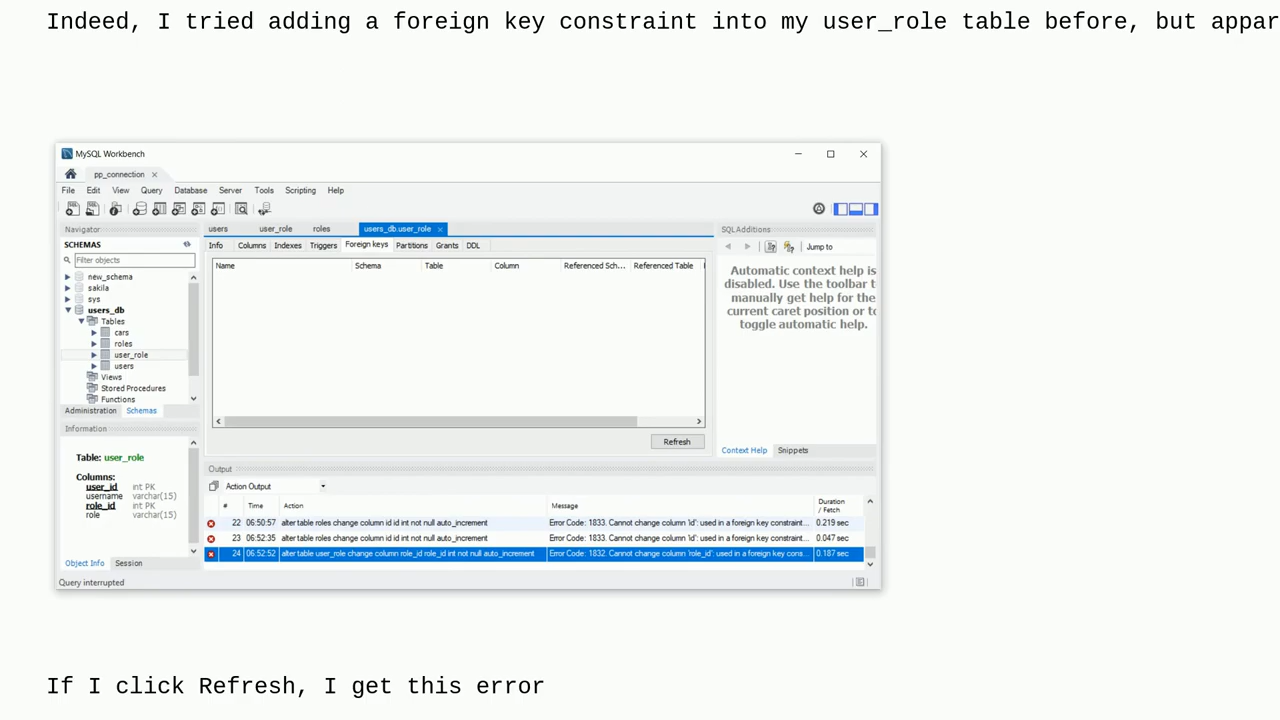 Indeed, I tried adding a foreign key constraint into my user_role table before, but appar
MySQL Workbench
pp_connection
File Edit View Query Database Server Tools Scripting Help
Navigator
SCHEMAS
Filter objects
new_schema
sakila
sys
users_db
Tables
cars
roles
user_role
users
Views
Stored Procedures
Functions
Administration Schemas
Information
Table: user_role
Columns:
user_id int PK
username varchar(15)
role_id int PK
role varchar(15)
Object Info Session
Query interrupted
users user_role roles users_db.user_role
Info Columns Indexes Triggers Foreign keys Partitions Grants DDL
Name Schema Table Column Referenced Sch... Referenced Table
Refresh
SQL Additions
Jump to
Automatic context help is
disabled. Use the toolbar t
manually get help for the
current caret position or to
toggle automatic help.
Context Help Snippets
Output
Action Output
# Time Action Message Duration / Fetch
22 06:50:57 alter table roles change column id id int not null auto_increment Error Code: 1833. Cannot change column 'id': used in a foreign key constraint... 0.219 sec
23 06:52:35 alter table roles change column id id int not null auto_increment Error Code: 1833. Cannot change column 'id': used in a foreign key constraint... 0.047 sec
24 06:52:52 alter table user_role change column role_id role_id int not null auto_increment Error Code: 1832. Cannot change column 'role_id': used in a foreign key cons... 0.187 sec
If I click Refresh, I get this error